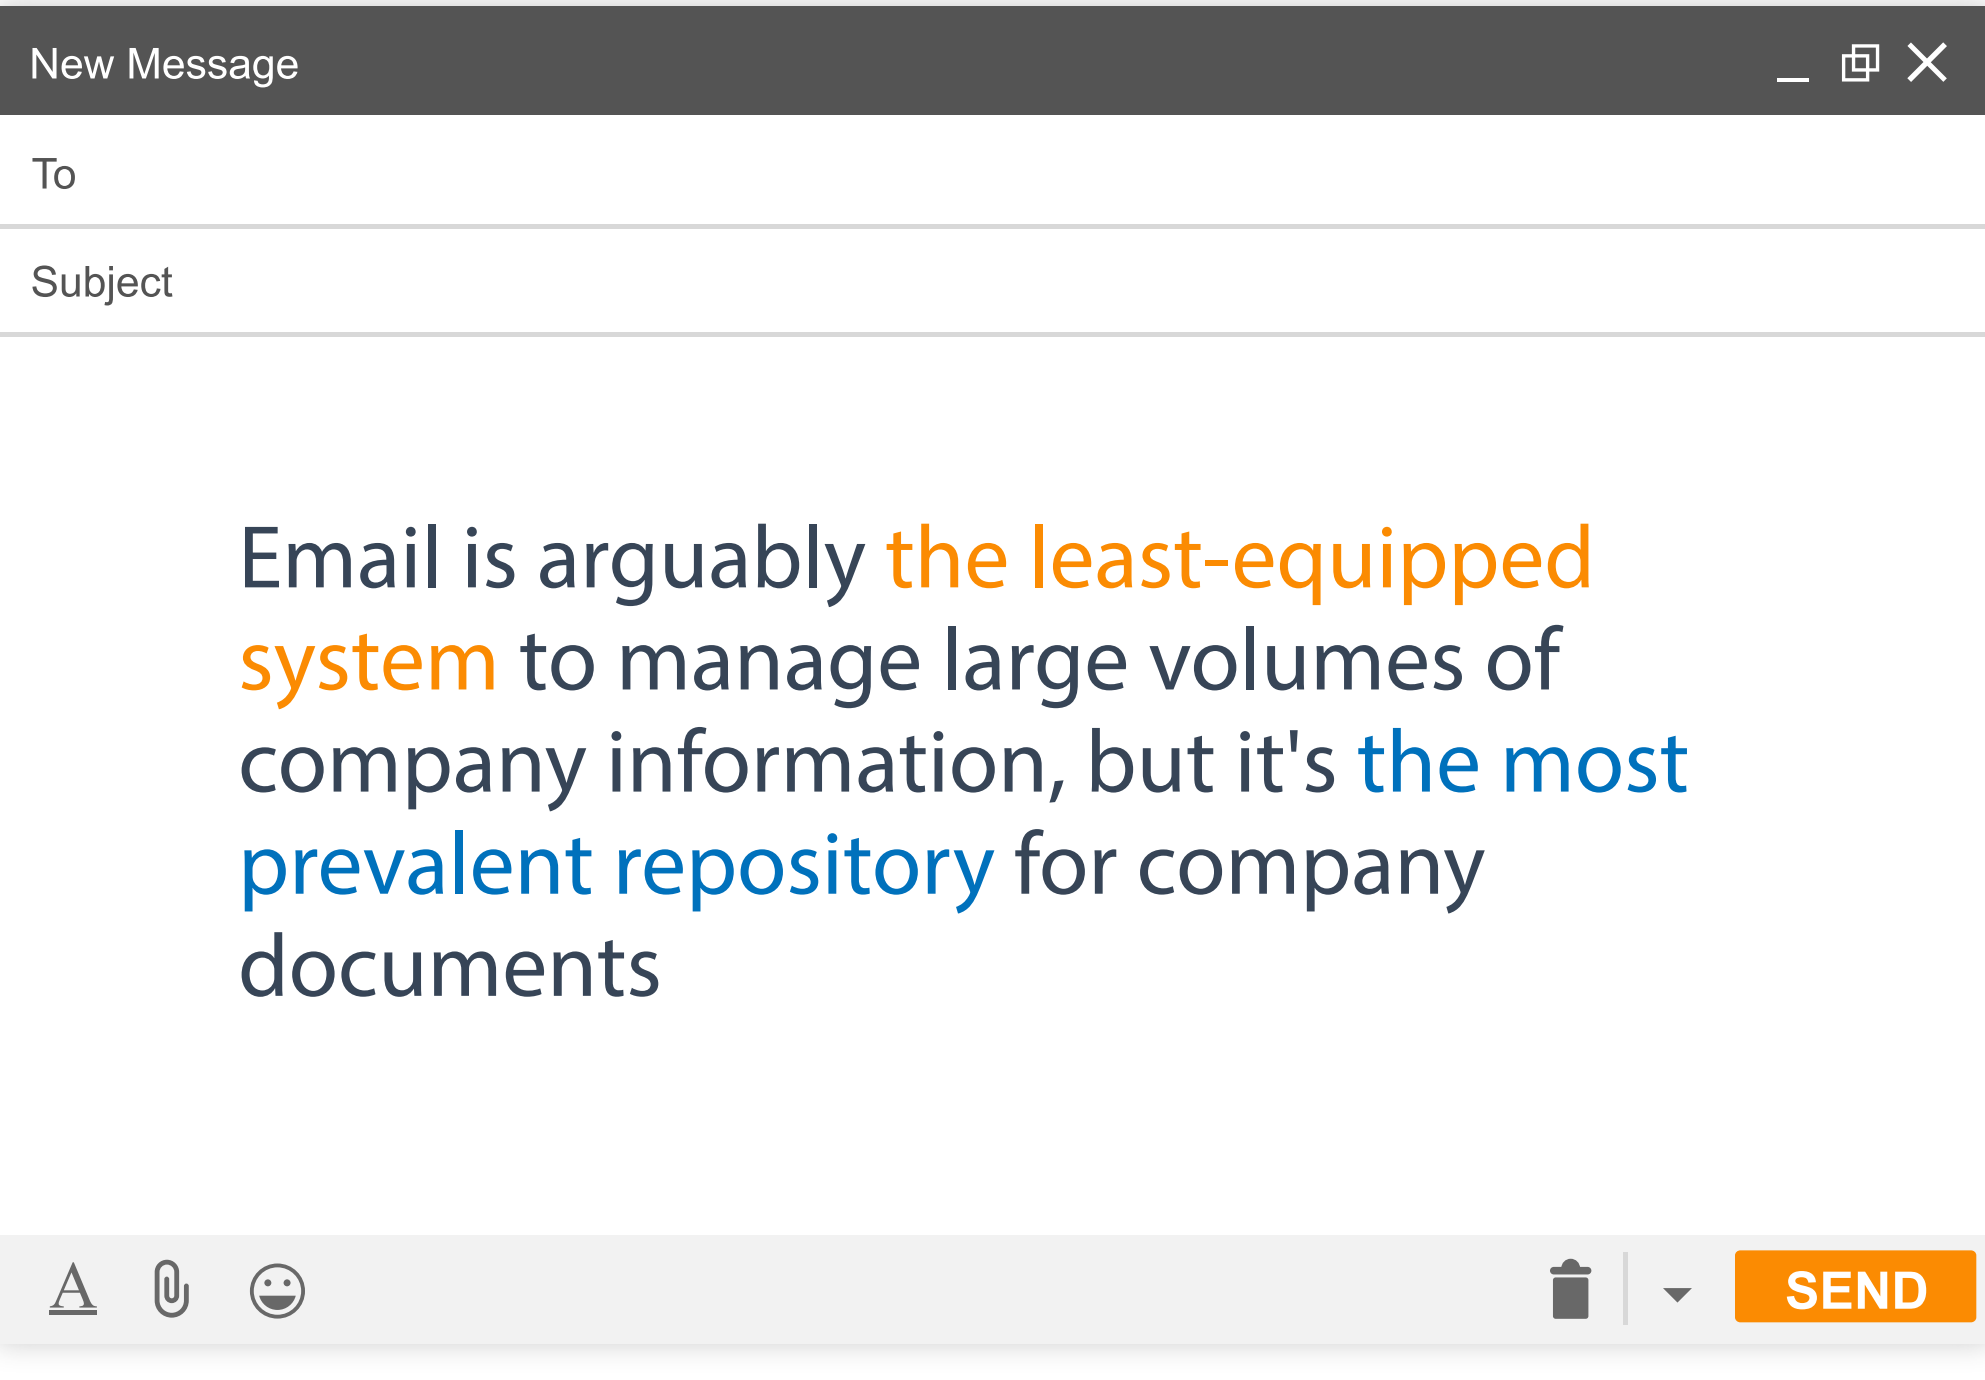 New Message
To
Subject
Email is arguably the least-equipped
system to manage large volumes of
company information, but it's the most
prevalent repository for company
documents
A
SEND